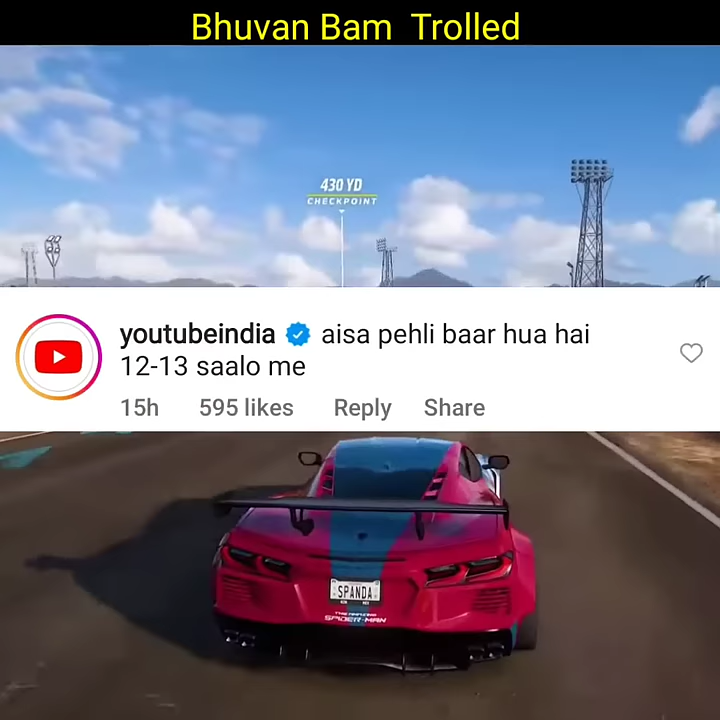 Bhuvan Bam Trolled
430 YD
CHECKPOINT
youtubeindia aisa pehli baar hua hai
12-13 saalo me
15h 595 likes Reply Share
SPANDA
SPIDER-MAN